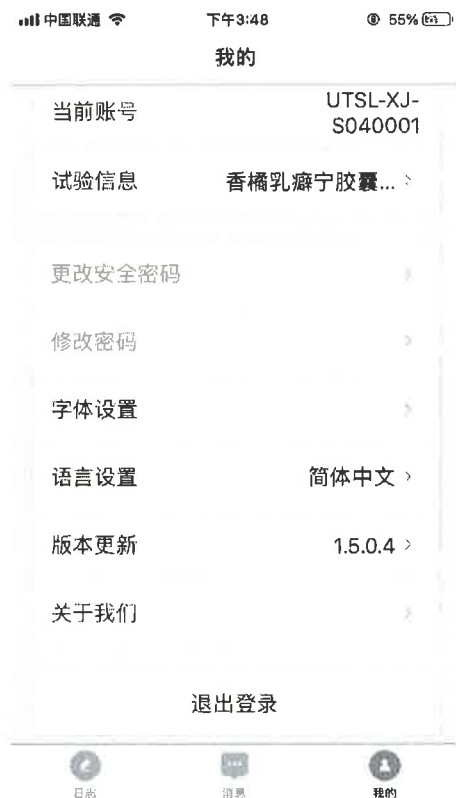 中国联通 下午3:48 55%
我的
当前账号 UTSL-XJ-
S040001
试验信息 香橘乳癖宁胶囊... >
更改安全密码 >
修改密码 >
字体设置 >
语言设置 简体中文 >
版本更新 1.5.0.4 >
关于我们 >
退出登录
日志 消息 我的